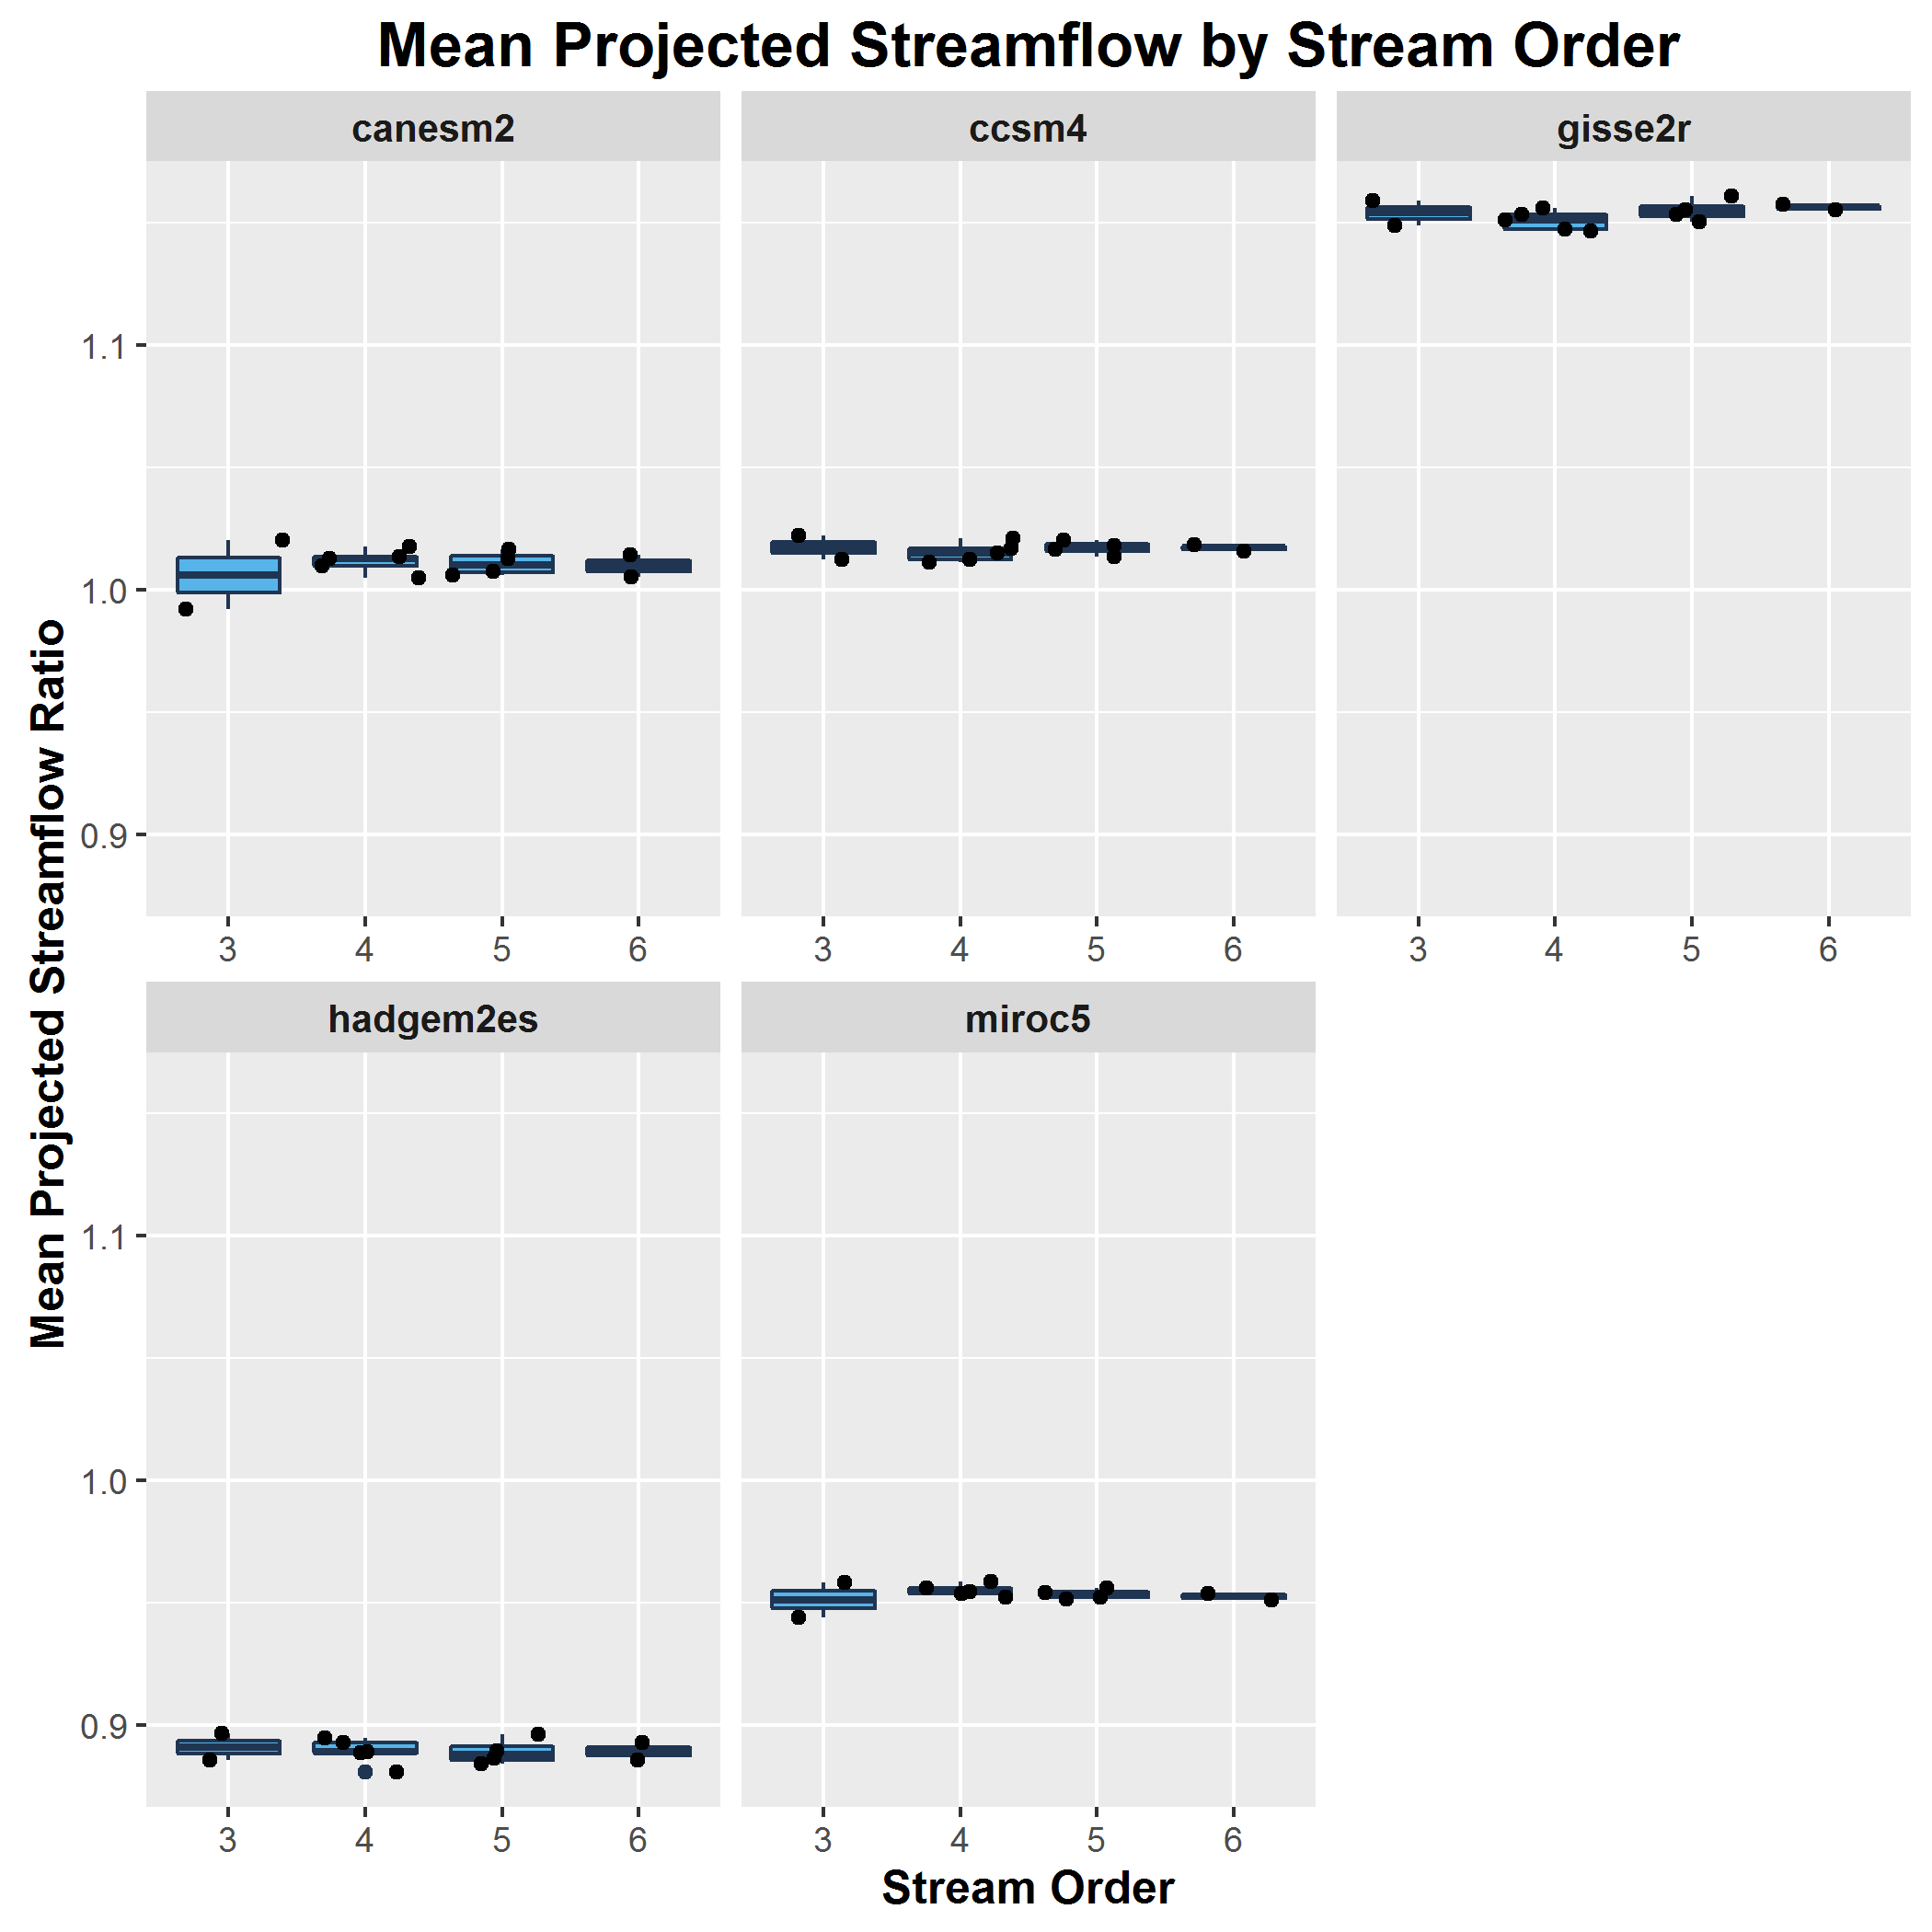 Mean Projected Streamflow by Stream Order
canesm2 ccsm4 gisse2r
1.1
1.0
0.9
3 4 5 6 3 4 5 6 3 4 5 6
Mean Projected Streamflow Ratio
hadgem2es miroc5
1.1
1.0
0.9
3 4 5 6 3 4 5 6
Stream Order